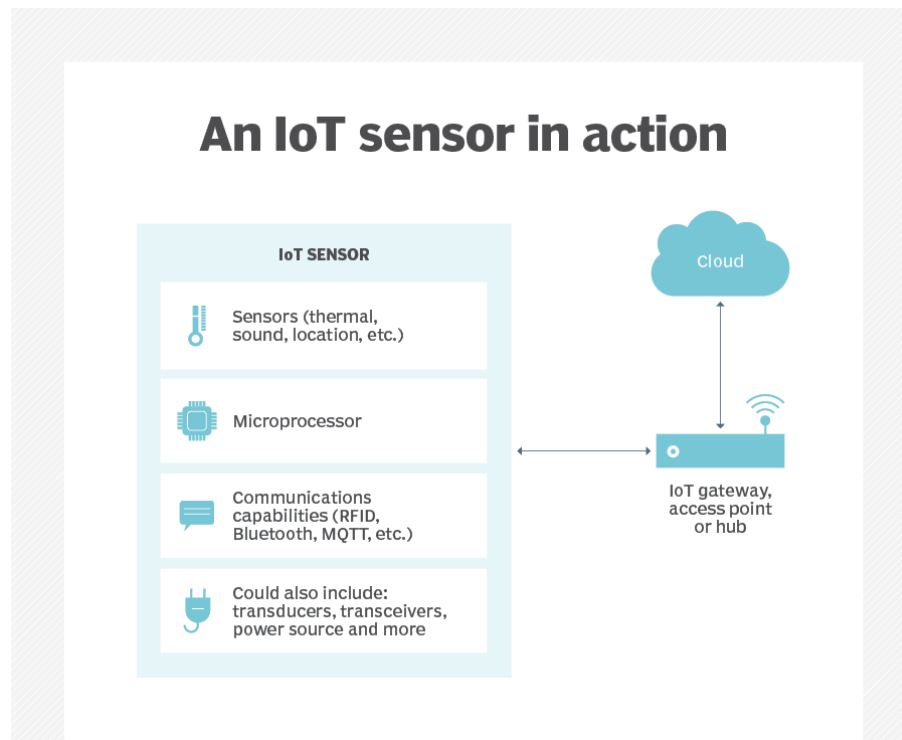 An IoT sensor in action
IoT SENSOR
Sensors (thermal,
sound, location, etc.)
Microprocessor
Communications
capabilities (RFID,
Bluetooth, MQTT, etc.)
Could also include:
transducers, transceivers,
power source and more
Cloud
IoT gateway,
access point
or hub